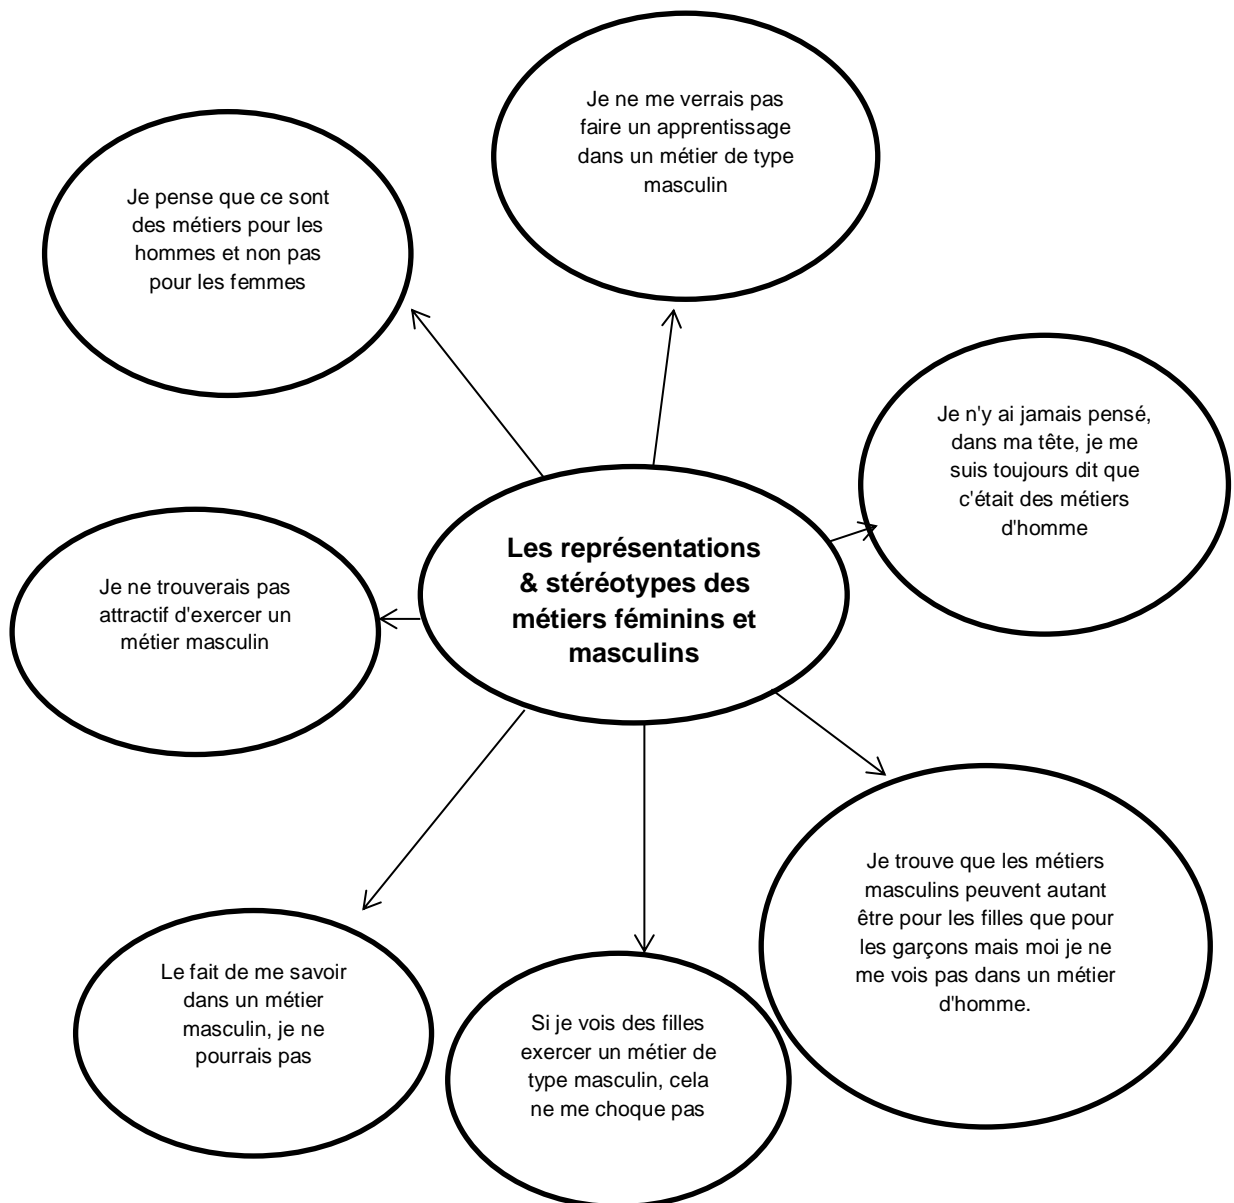 Je ne me verrais pas
faire un apprentissage
dans un métier de type
masculin
Je pense que ce sont
des métiers pour les
hommes et non pas
pour les femmes
Je n'y ai jamais pensé,
dans ma tête, je me
suis toujours dit que
c'était des métiers
d'homme
Les représentations
& stéréotypes des
métiers féminins et
masculins
Je ne trouverais pas
attractif d'exercer un
métier masculin
Je trouve que les métiers
masculins peuvent autant
être pour les filles que pour
les garçons mais moi je ne
me vois pas dans un métier
d'homme.
Le fait de me savoir
dans un métier
masculin, je ne
pourrais pas
Si je vois des filles
exercer un métier de
type masculin, cela
ne me choque pas